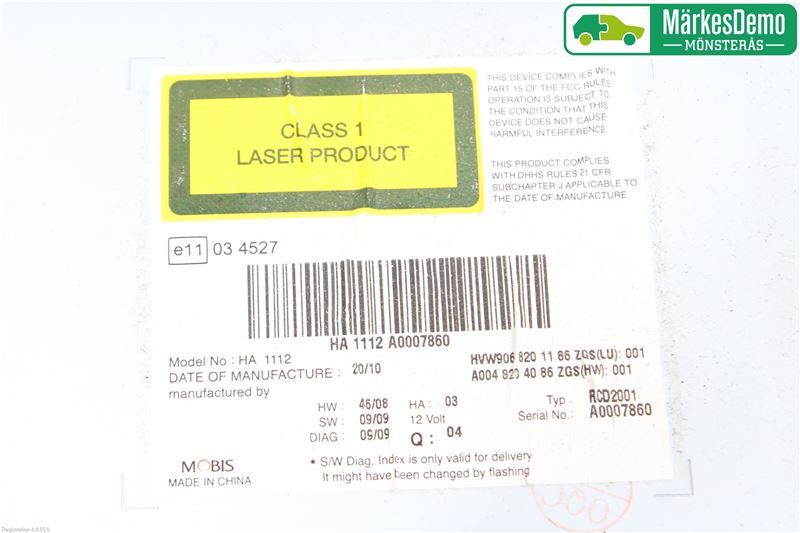 MärkesDemo
MÖNSTERÅS
CLASS 1
LASER PRODUCT
THIS DEVICE COMPLIES WITH
PART 15 OF THE FCC RULES
OPERATION IS SUBJECT TO
THE CONDITION THAT THIS
DEVICE DOES NOT CAUSE
HARMFUL INTERFERENCE
THIS PRODUCT COMPLIES
WITH DHHS RULES 21 CFR
SUBCHAPTER J APPLICABLE TO
THE DATE OF MANUFACTURE
e11 03 4527
HA 1112 A0007860
Model No : HA 1112
DATE OF MANUFACTURE : 20/10
manufactured by
HVW906 820 11 86 ZGS(LU): 001
A004 820 40 86 ZGS(HW): 001
HW : 46/08 HA : 03
SW : 09/09 12 Volt
DIAG : 09/09 Q : 04
Typ . RCD2001
Serial No.: A0007860
MOBIS
MADE IN CHINA
* S/W Diag, Index is only valid for delivery
It might have been changed by flashing